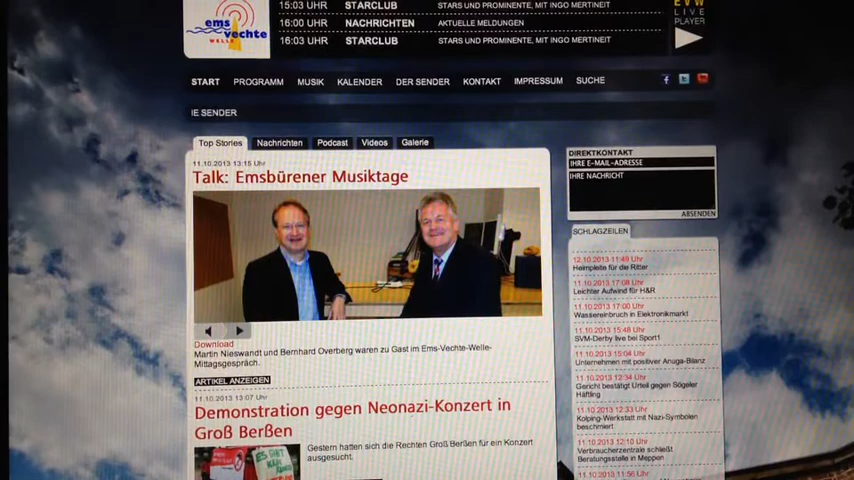 ems
vechte
WELLE
15:03 UHR STARCLUB STARS UND PROMINENTE, MIT INGO MERTINEIT
16:00 UHR NACHRICHTEN AKTUELLE MELDUNGEN
16:03 UHR STARCLUB STARS UND PROMINENTE, MIT INGO MERTINEIT
EVW
LIVE
PLAYER
START PROGRAMM MUSIK KALENDER DER SENDER KONTAKT IMPRESSUM SUCHE
IE SENDER
Top Stories Nachrichten Podcast Videos Galerie
11.10.2013 13:15 Uhr
Talk: Emsbürener Musiktage
Download
Martin Nieswandt und Bernhard Overberg waren zu Gast im Ems-Vechte-Welle-
Mittagsgespräch.
ARTIKEL ANZEIGEN
11.10.2013 13:07 Uhr
Demonstration gegen Neonazi-Konzert in
Groß Berßen
Gestern hatten sich die Rechten Groß Berßen für ein Konzert
ausgesucht.
ES GIBT
KEIN
DIREKTKONTAKT
IHRE E-MAIL-ADRESSE
IHRE NACHRICHT
ABSENDEN
SCHLAGZEILEN
12.10.2013 11:49 Uhr
Heimpleite für die Ritter
11.10.2013 17:08 Uhr
Leichter Aufwind für H&R
11.10.2013 17:00 Uhr
Wassereinbruch in Elektronikmarkt
11.10.2013 15:48 Uhr
SVM-Derby live bei Sport1
11.10.2013 15:04 Uhr
Unternehmen mit positiver Anuga-Bilanz
11.10.2013 12:34 Uhr
Gericht bestätigt Urteil gegen Sögeler
Häftling
11.10.2013 12:33 Uhr
Kolping-Werkstatt mit Nazi-Symbolen
beschmiert
11.10.2013 12:10 Uhr
Verbraucherzentrale schließt
Beratungsstelle in Meppen
11.10.2013 11:56 Uhr